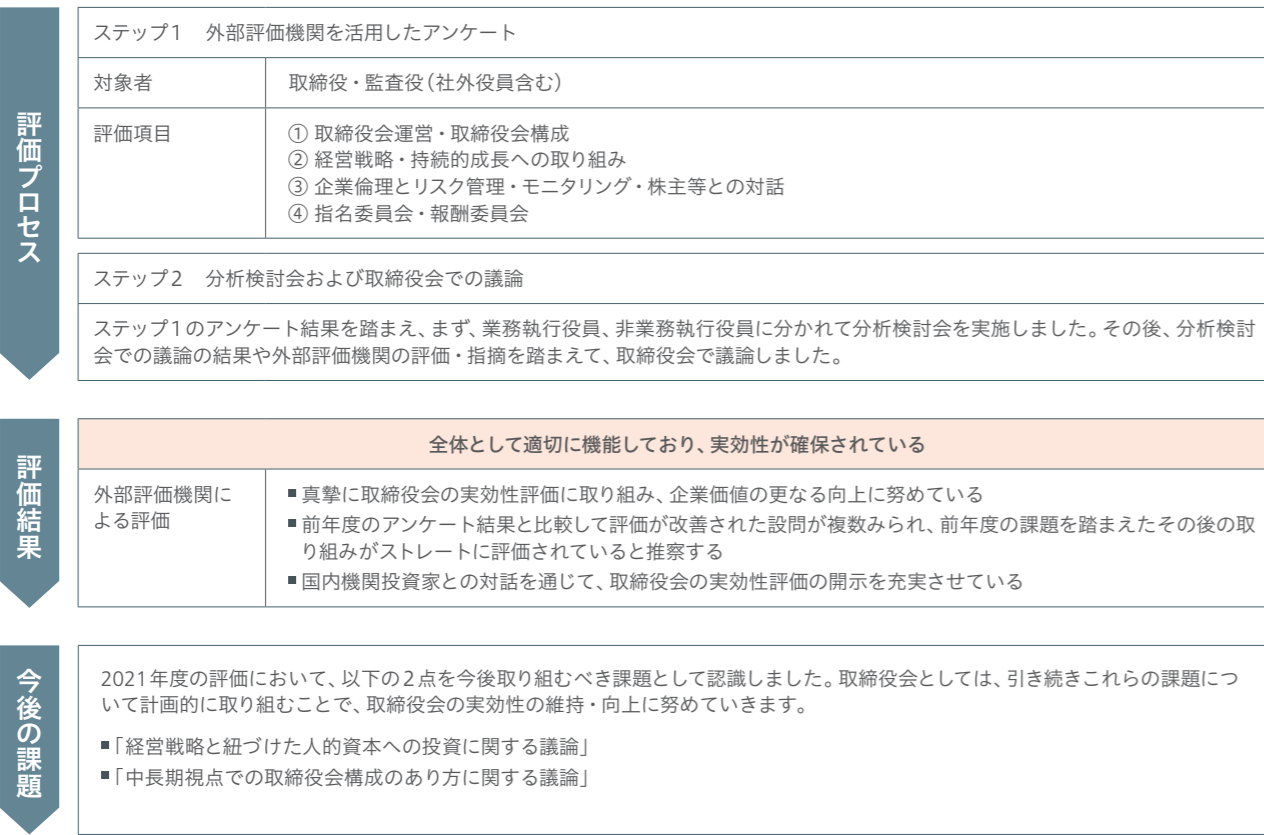 評価プロセス
ステップ1 外部評価機関を活用したアンケート
対象者
取締役・監査役（社外役員含む）
評価項目
① 取締役会運営・取締役会構成
② 経営戦略・持続的成長への取り組み
③ 企業倫理とリスク管理・モニタリング・株主等との対話
④ 指名委員会・報酬委員会
ステップ2 分析検討会および取締役会での議論
ステップ1のアンケート結果を踏まえ、まず、業務執行役員、非業務執行役員に分かれて分析検討会を実施しました。その後、分析検討
会での議論の結果や外部評価機関の評価・指摘を踏まえて、取締役会で議論しました。
評価結果
全体として適切に機能しており、実効性が確保されている
外部評価機関に
よる評価
■ 真摯に取締役会の実効性評価に取り組み、企業価値の更なる向上に努めている
■ 前年度のアンケート結果と比較して評価が改善された設問が複数みられ、前年度の課題を踏まえたその後の取
り組みがストレートに評価されていると推察する
■ 国内機関投資家との対話を通じて、取締役会の実効性評価の開示を充実させている
今後の課題
2021年度の評価において、以下の2点を今後取り組むべき課題として認識しました。取締役会としては、引き続きこれらの課題につ
いて計画的に取り組むことで、取締役会の実効性の維持・向上に努めていきます。
■「経営戦略と紐づけた人的資本への投資に関する議論」
■「中長期視点での取締役会構成のあり方に関する議論」